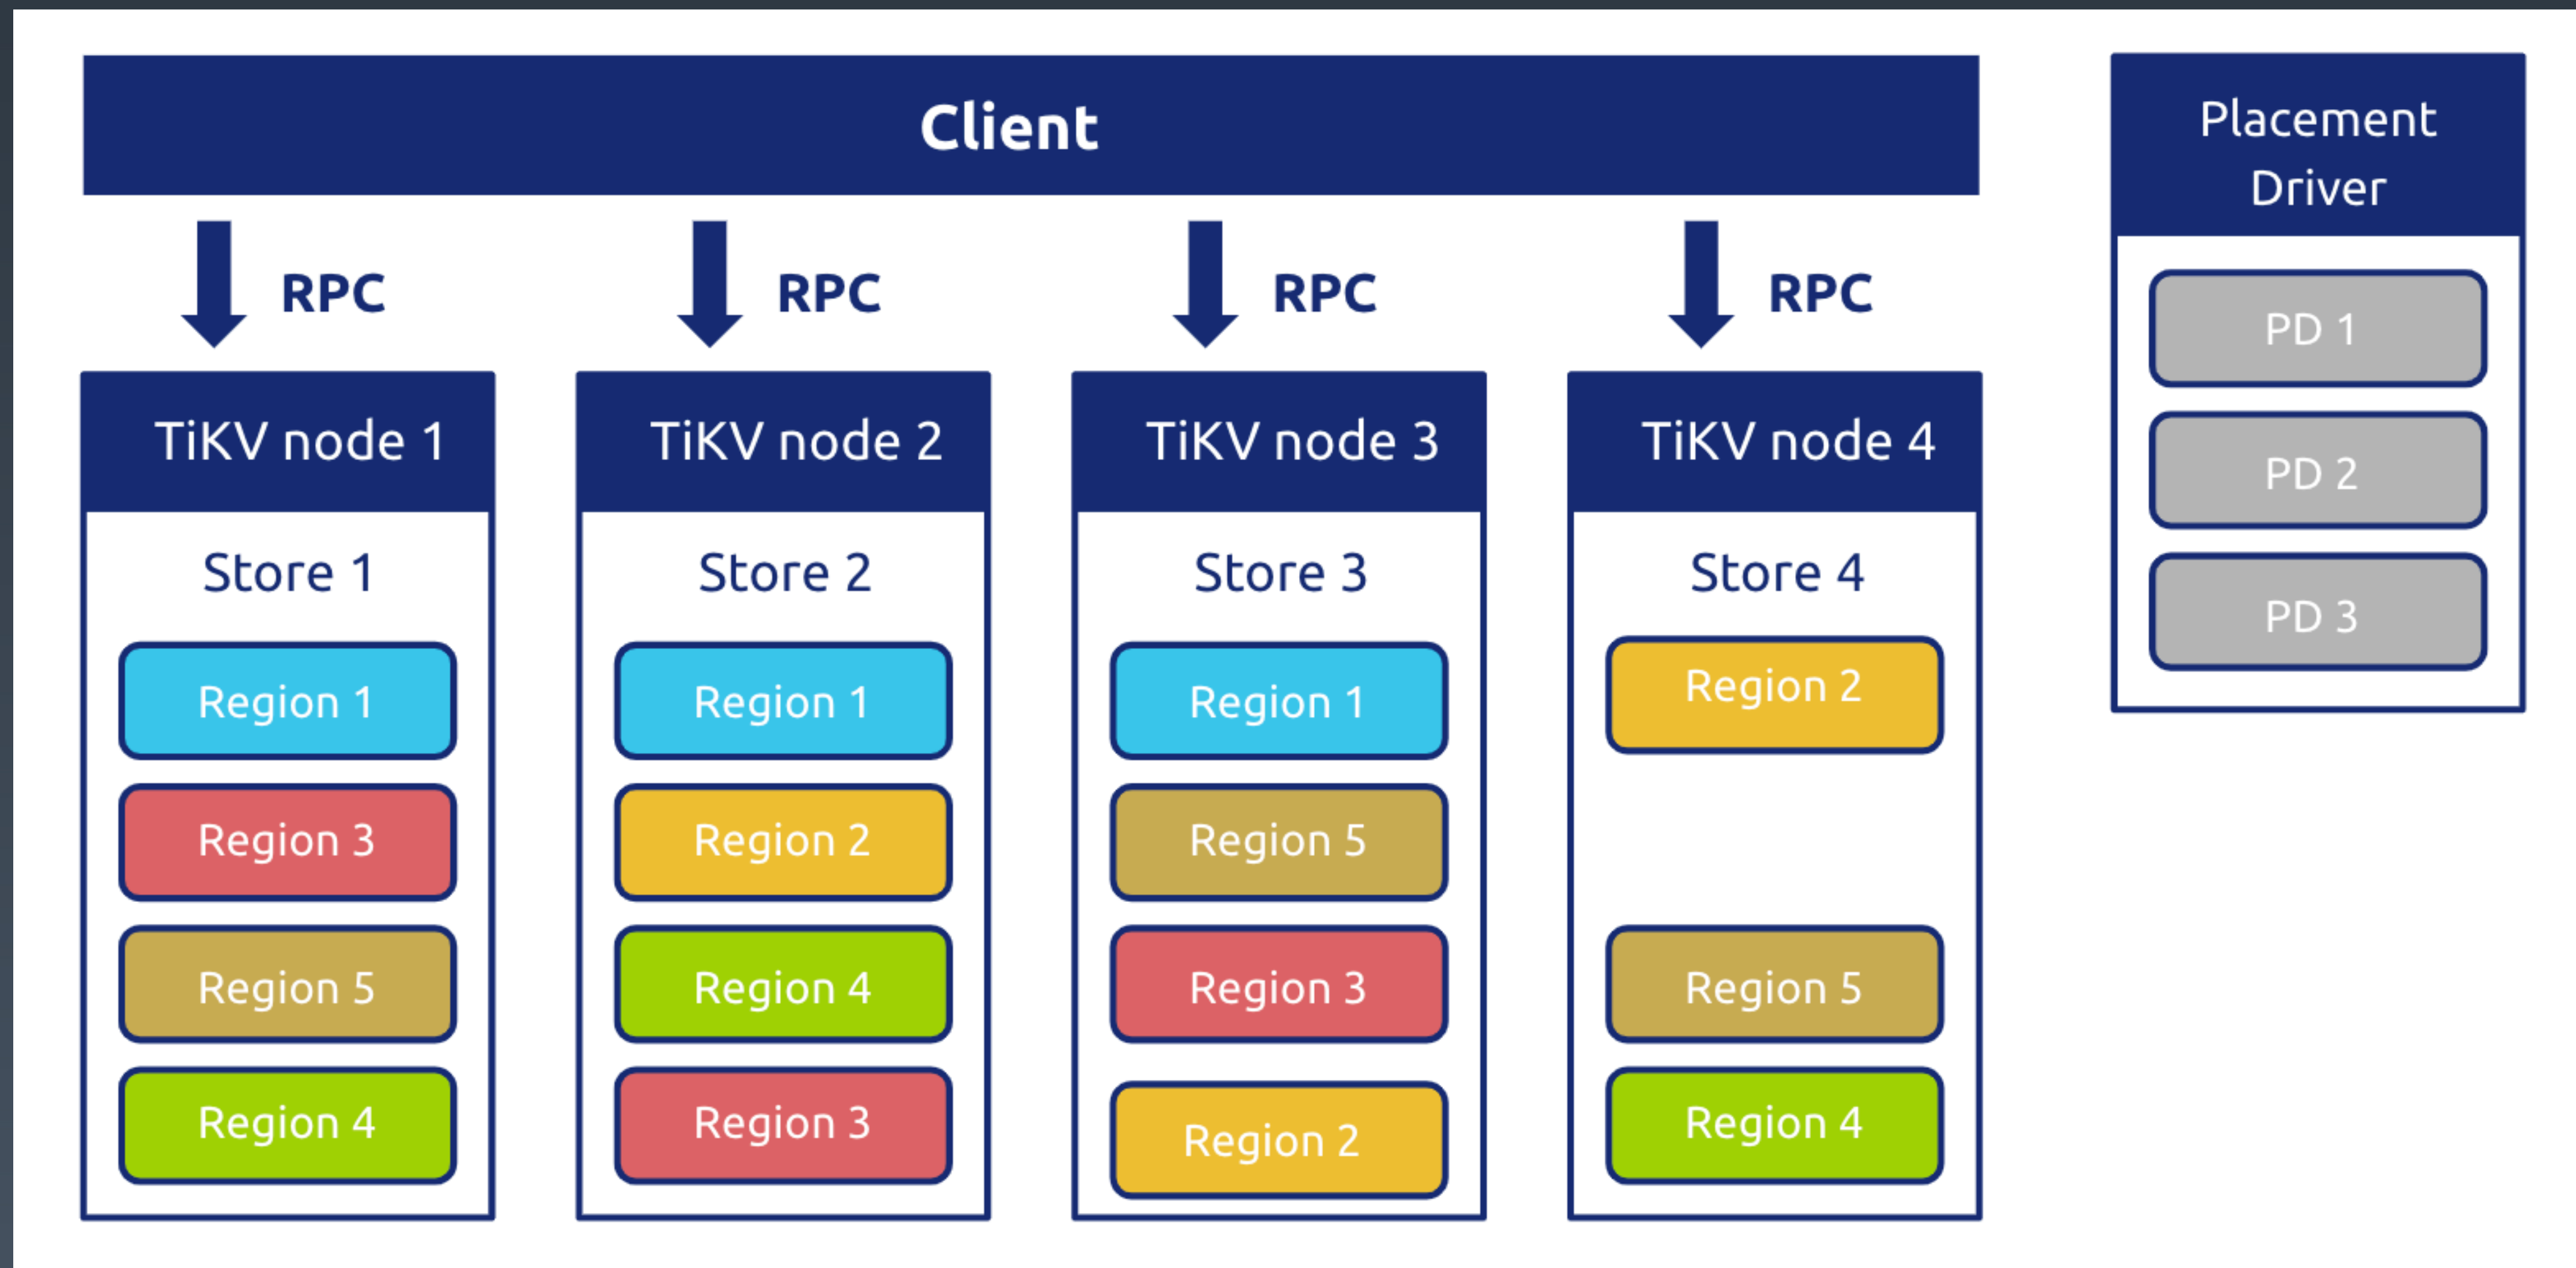 Client
RPC
RPC
RPC
RPC
TiKV node 1
Store 1
Region 1
Region 3
Region 5
Region 4
TiKV node 2
Store 2
Region 1
Region 2
Region 4
Region 3
TiKV node 3
Store 3
Region 1
Region 5
Region 3
Region 2
TiKV node 4
Store 4
Region 2
Region 5
Region 4
Placement
Driver
PD 1
PD 2
PD 3